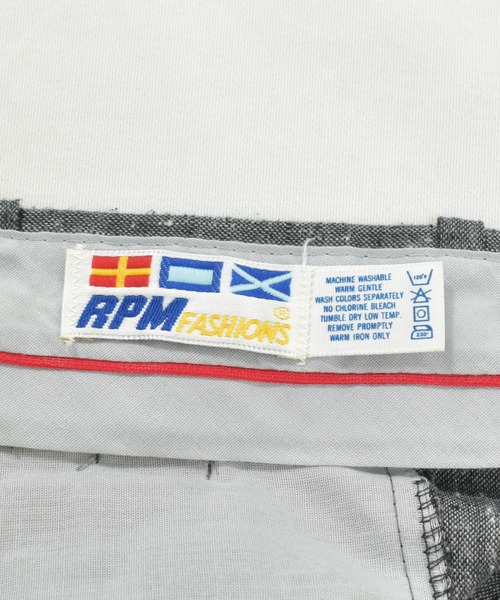 RPM FASHIONS ®
MACHINE WASHABLE
WARM GENTLE
WASH COLORS SEPARATELY
NO CHLORINE BLEACH
TUMBLE DRY LOW TEMP.
REMOVE PROMPTLY
WARM IRON ONLY
120°F